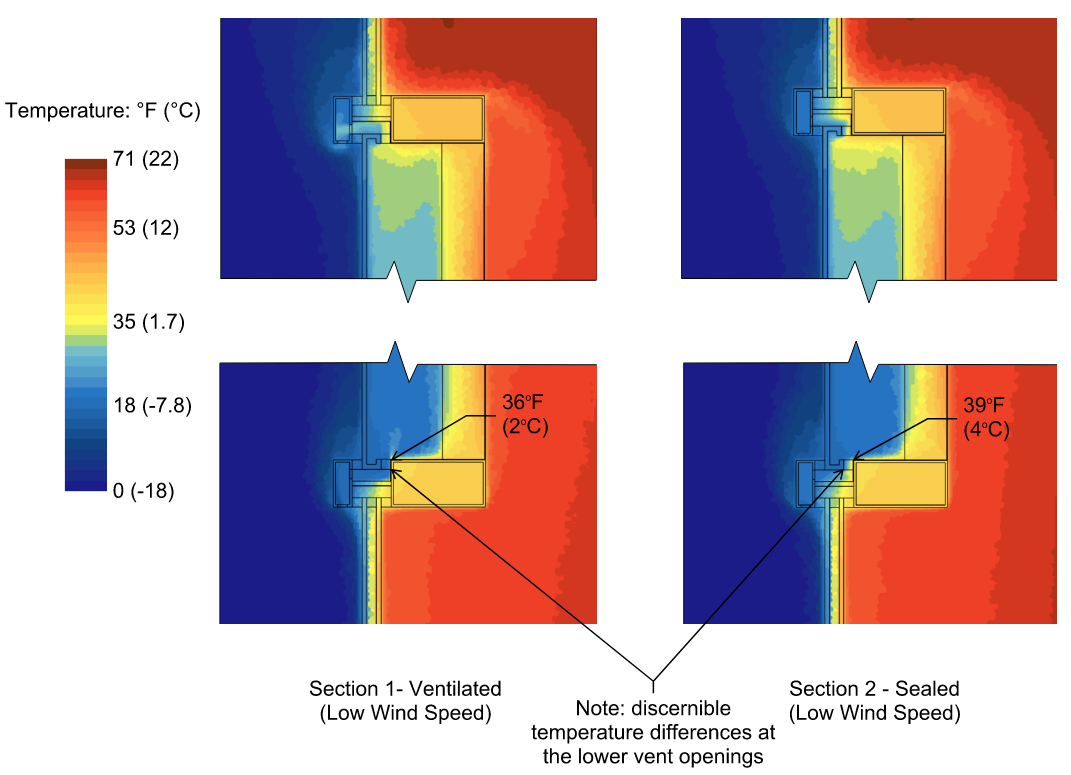 Temperature: °F (°C)
71 (22)
53 (12)
35 (1.7)
18 (-7.8)
0 (-18)
36°F
(2°C)
39°F
(4°C)
Section 1- Ventilated
(Low Wind Speed)
Note: discernible
temperature differences at
the lower vent openings
Section 2 - Sealed
(Low Wind Speed)